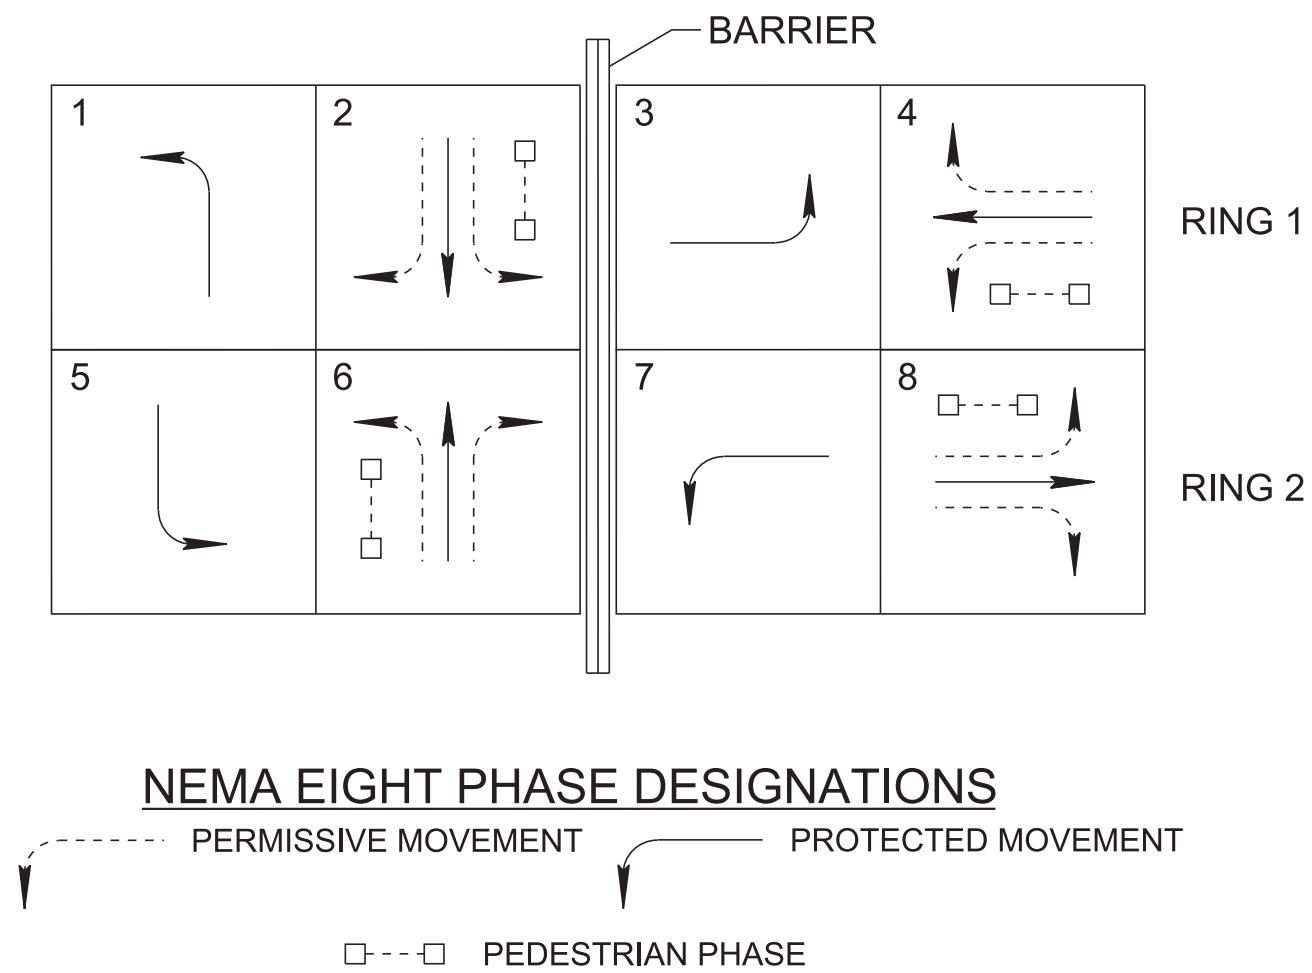 BARRIER
1
2
3
4
RING 1
5
6
7
8
RING 2
NEMA EIGHT PHASE DESIGNATIONS
PERMISSIVE MOVEMENT
PROTECTED MOVEMENT
PEDESTRIAN PHASE